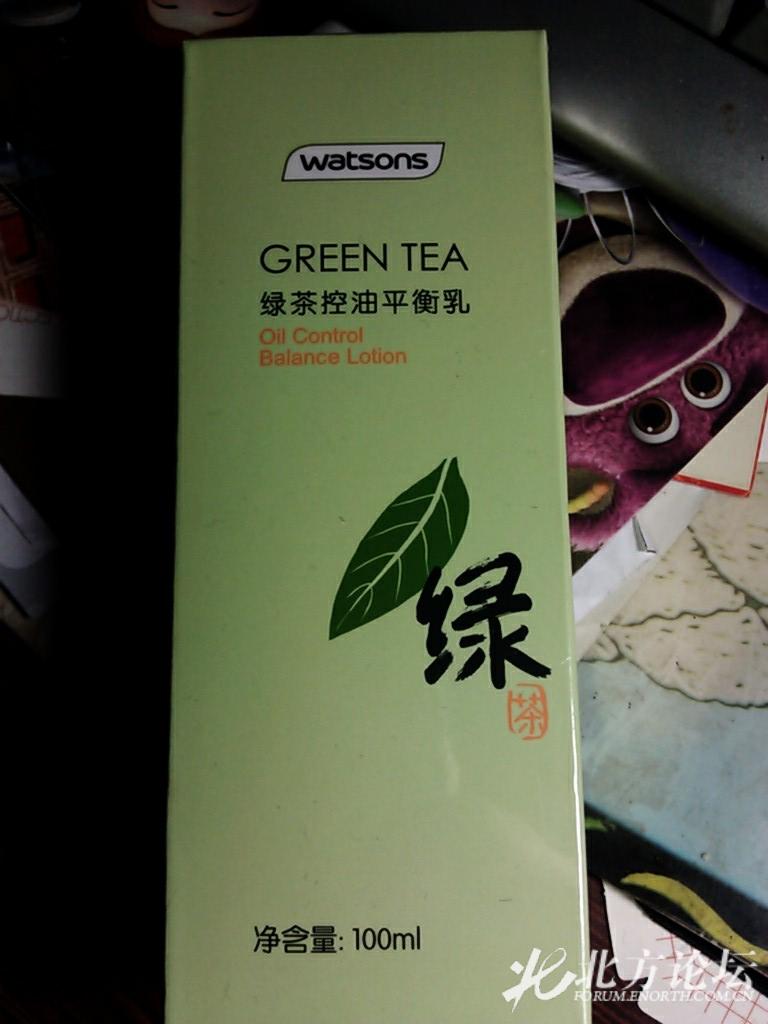 watsons
GREEN TEA
绿茶控油平衡乳
Oil Control
Balance Lotion
绿
茶
净含量: 100ml
北方论坛
FORUM.ENORTH.COM.CN